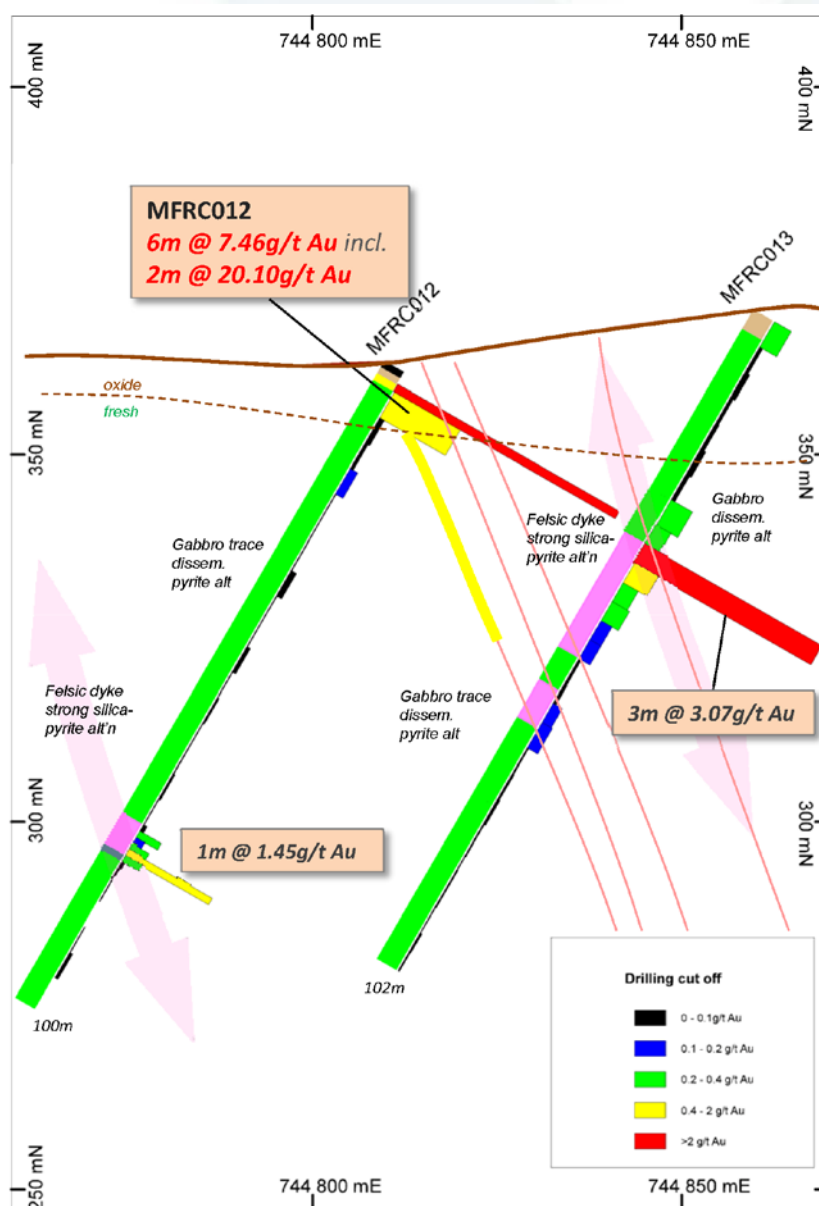 744 800 mE
744 850 mE
400 mN
400 mN
MFRC012
6m @ 7.46g/t Au incl.
2m @ 20.10g/t Au
MFRC012
MFRC013
oxide
fresh
350 mN
350 mN
Gabbro trace
dissem.
pyrite alt
Felsic dyke
strong silica-
pyrite alt'n
Gabbro
dissem.
pyrite alt
Felsic dyke
strong silica-
pyrite alt'n
Gabbro trace
dissem.
pyrite alt
3m @ 3.07g/t Au
300 mN
300 mN
1m @ 1.45g/t Au
100m
102m
Drilling cut off
0 - 0.1g/t Au
0.1 - 0.2 g/t Au
0.2 - 0.4 g/t Au
0.4 - 2 g/t Au
>2 g/t Au
250 mN
250 mN
744 800 mE
744 850 mE